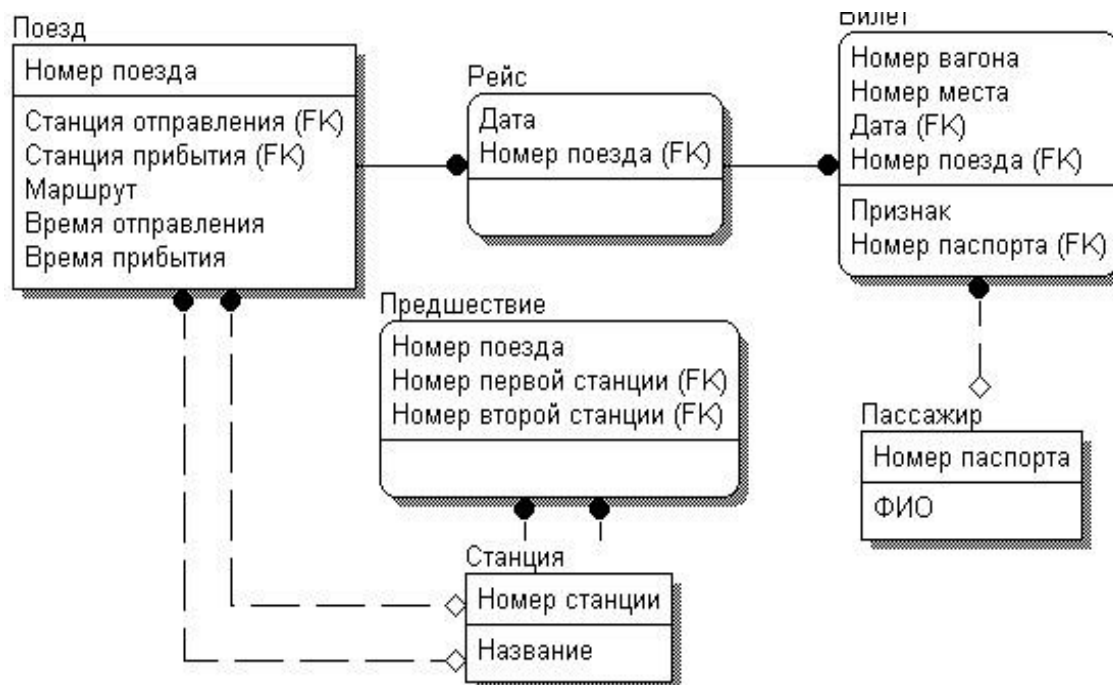 Поезд
Номер поезда
Станция отправления (FK)
Станция прибытия (FK)
Маршрут
Время отправления
Время прибытия
Рейс
Дата
Номер поезда (FK)
Билет
Номер вагона
Номер места
Дата (FK)
Номер поезда (FK)
Признак
Номер паспорта (FK)
Предшествие
Номер поезда
Номер первой станции (FK)
Номер второй станции (FK)
Пассажир
Номер паспорта
ФИО
Станция
Номер станции
Название